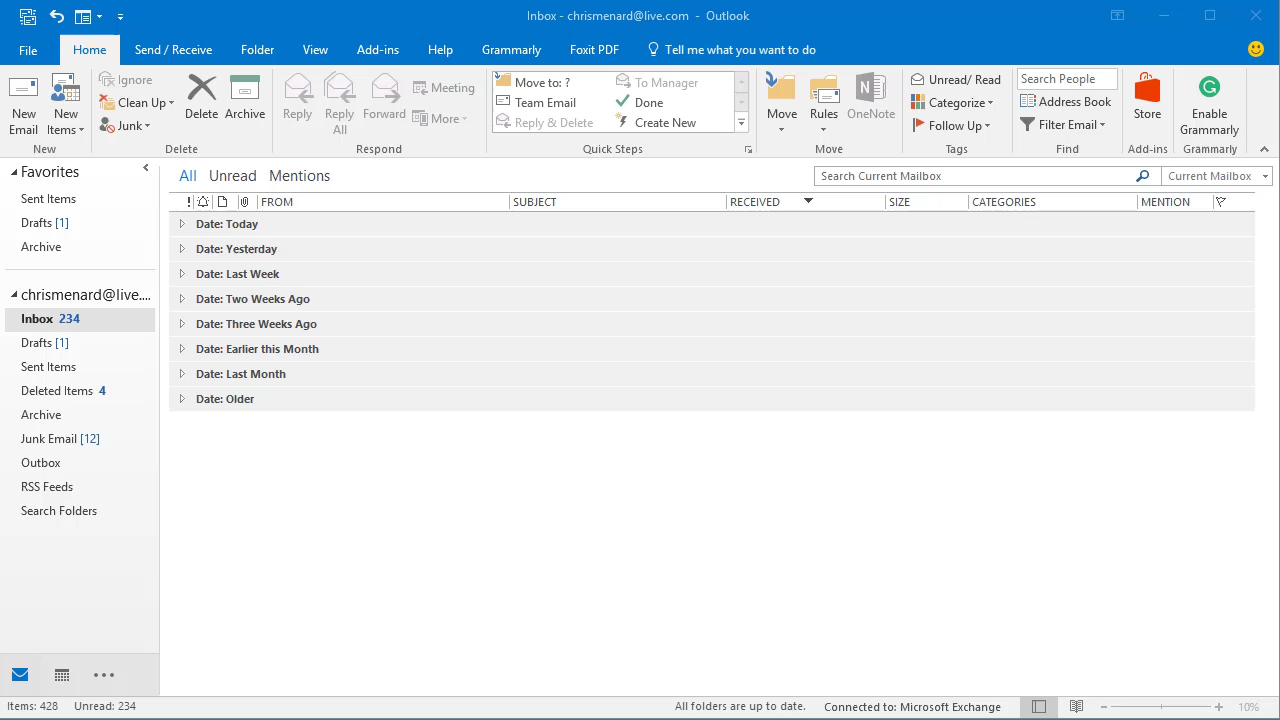 Inbox - chrismenard@live.com - Outlook
File Home Send / Receive Folder View Add-ins Help Grammarly Foxit PDF Tell me what you want to do
New Email
New Items
Ignore
Clean Up
Junk
Delete
Archive
Reply
Reply All
Forward
Meeting
More
Move to: ?
Team Email
Reply & Delete
To Manager
Done
Create New
Move
Rules
OneNote
Unread/ Read
Categorize
Follow Up
Search People
Address Book
Filter Email
Store
Enable Grammarly
New Delete Respond Quick Steps Move Tags Find Add-ins Grammarly
Favorites
Sent Items
Drafts [1]
Archive
chrismenard@live....
Inbox 234
Drafts [1]
Sent Items
Deleted Items 4
Archive
Junk Email [12]
Outbox
RSS Feeds
Search Folders
All Unread Mentions
Search Current Mailbox
Current Mailbox
! FROM SUBJECT RECEIVED SIZE CATEGORIES MENTION
Date: Today
Date: Yesterday
Date: Last Week
Date: Two Weeks Ago
Date: Three Weeks Ago
Date: Earlier this Month
Date: Last Month
Date: Older
Items: 428 Unread: 234 All folders are up to date. Connected to: Microsoft Exchange 10%